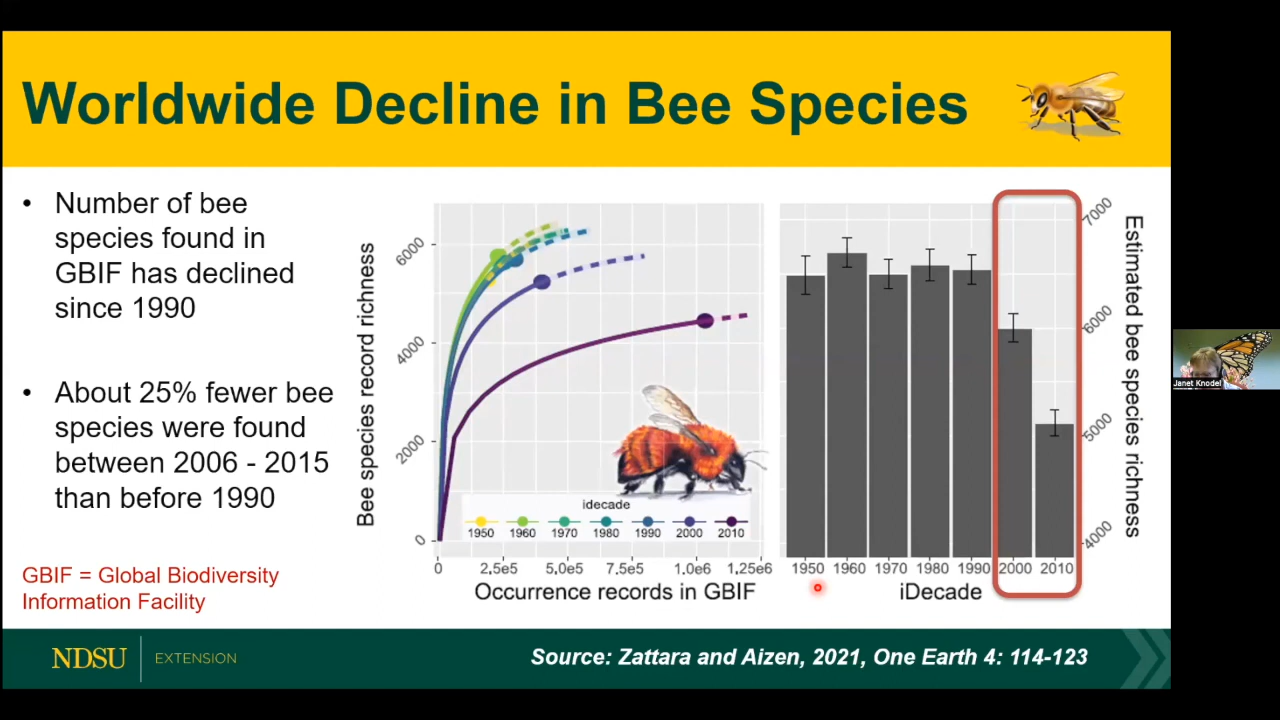 Worldwide Decline in Bee Species
• Number of bee
species found in
GBIF has declined
since 1990
• About 25% fewer bee
species were found
between 2006 - 2015
than before 1990
GBIF = Global Biodiversity
Information Facility
Bee species record richness
6000
4000
2000
0
idecade
1950 1960 1970 1980 1990 2000 2010
0 2.5e5 5.0e5 7.5e5 1.0e6 1.25e6
Occurrence records in GBIF
7000
6000
5000
4000
Estimated bee species richness
1950 1960 1970 1980 1990 2000 2010
iDecade
Janet Knodel
NDSU EXTENSION
Source: Zattara and Aizen, 2021, One Earth 4: 114-123